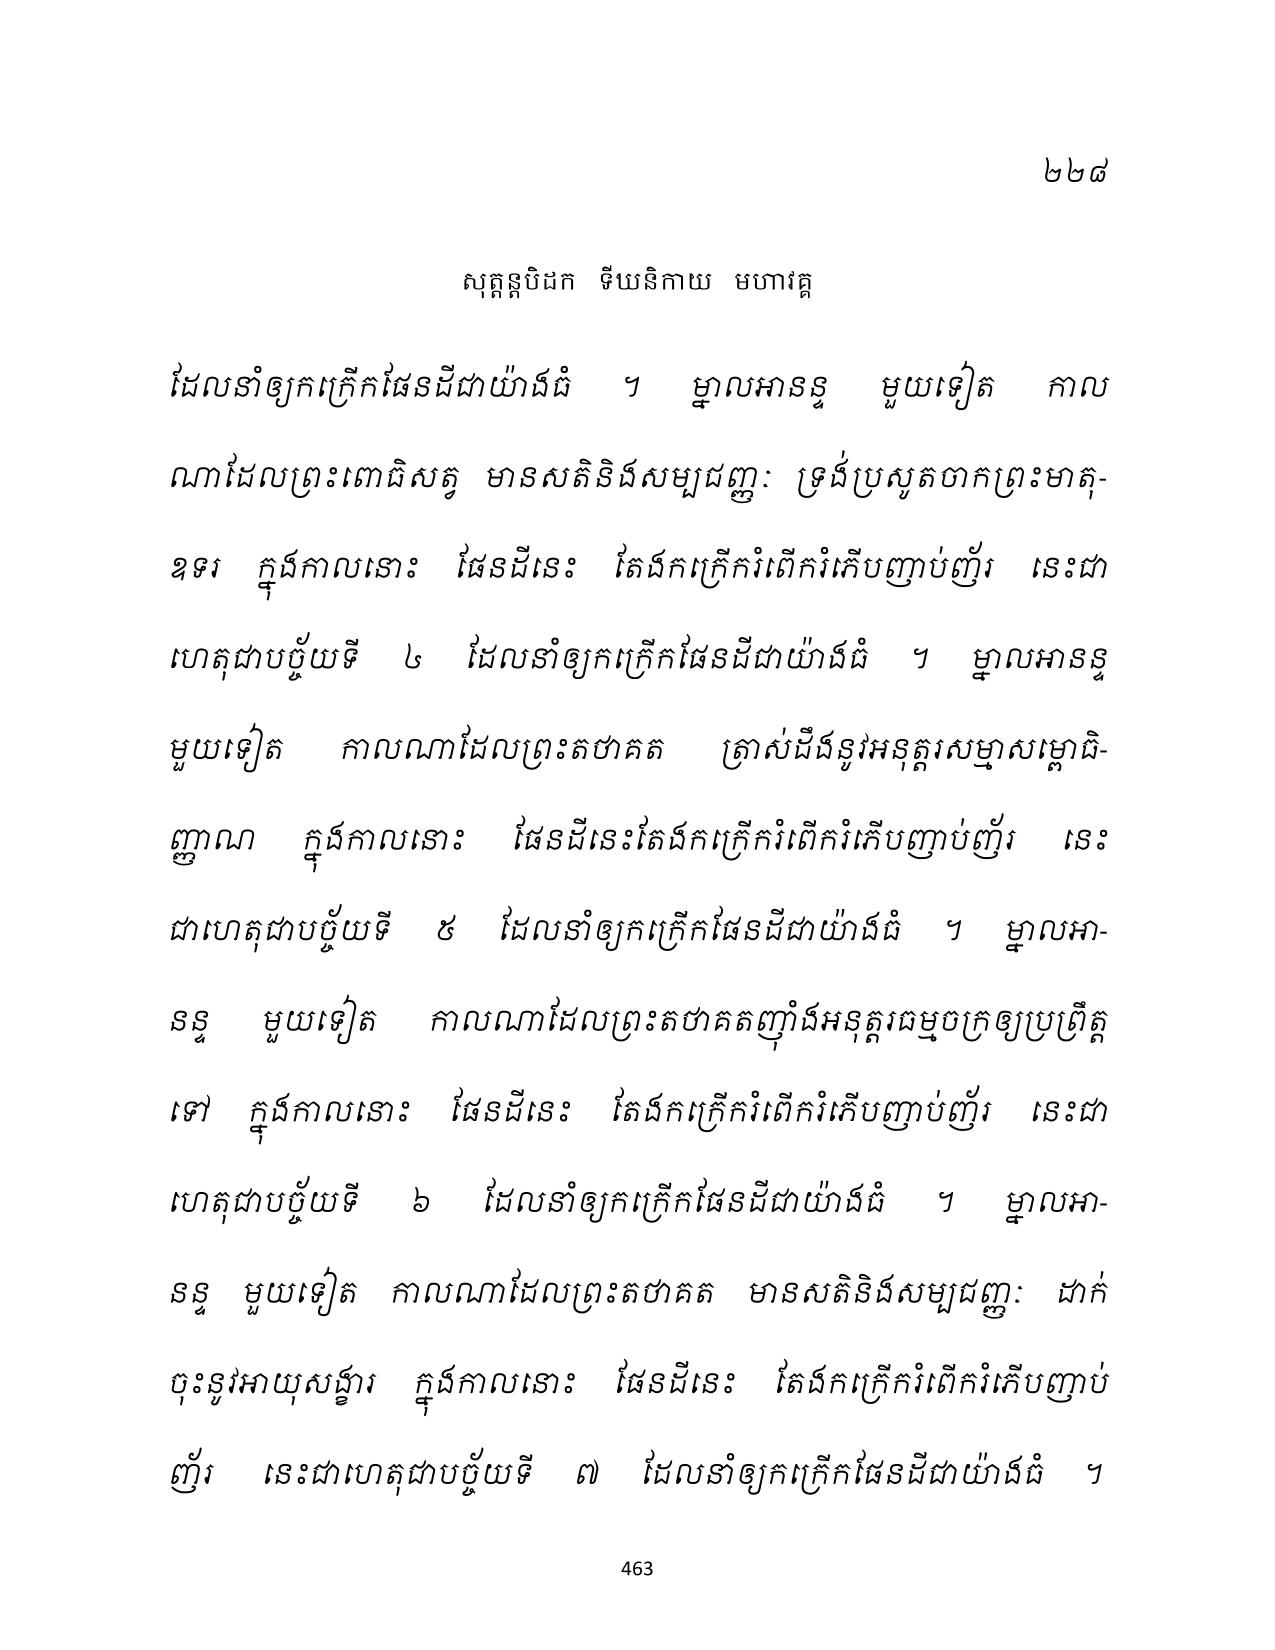 ២២៨
សុត្តន្តបិដក ទីឃនិកាយ មហាវគ្គ
ដែលនាំឲ្យកក្រើកផែនដីជាយ៉ាងធំ ។ ម្នាលអានន្ទ មួយទៀត កាល
ណាដែលព្រះពោធិសត្វ មានសតិនិងសម្បជញ្ញៈ ទ្រង់ប្រសូតចាកព្រះមាតុ-
ឧទរ ក្នុងកាលនោះ ផែនដីនេះ តែងកក្រើករំពើករំភើបញាប់ញ័រ នេះជា
ហេតុជាបច្ច័យទី ៤ ដែលនាំឲ្យកក្រើកផែនដីជាយ៉ាងធំ ។ ម្នាលអានន្ទ
មួយទៀត កាលណាដែលព្រះតថាគត ត្រាស់ដឹងនូវអនុត្តរសម្មាសម្ពោធិ-
ញ្ញាណ ក្នុងកាលនោះ ផែនដីនេះតែងកក្រើករំពើករំភើបញាប់ញ័រ នេះ
ជាហេតុជាបច្ច័យទី ៥ ដែលនាំឲ្យកក្រើកផែនដីជាយ៉ាងធំ ។ ម្នាលអា-
នន្ទ មួយទៀត កាលណាដែលព្រះតថាគតញ៉ាំងអនុត្តរធម្មចក្រឲ្យប្រព្រឹត្ត
ទៅ ក្នុងកាលនោះ ផែនដីនេះ តែងកក្រើករំពើករំភើបញាប់ញ័រ នេះជា
ហេតុជាបច្ច័យទី ៦ ដែលនាំឲ្យកក្រើកផែនដីជាយ៉ាងធំ ។ ម្នាលអា-
នន្ទ មួយទៀត កាលណាដែលព្រះតថាគត មានសតិនិងសម្បជញ្ញៈ ដាក់
ចុះនូវអាយុសង្ខារ ក្នុងកាលនោះ ផែនដីនេះ តែងកក្រើករំពើករំភើបញាប់
ញ័រ នេះជាហេតុជាបច្ច័យទី ៧ ដែលនាំឲ្យកក្រើកផែនដីជាយ៉ាងធំ ។
463